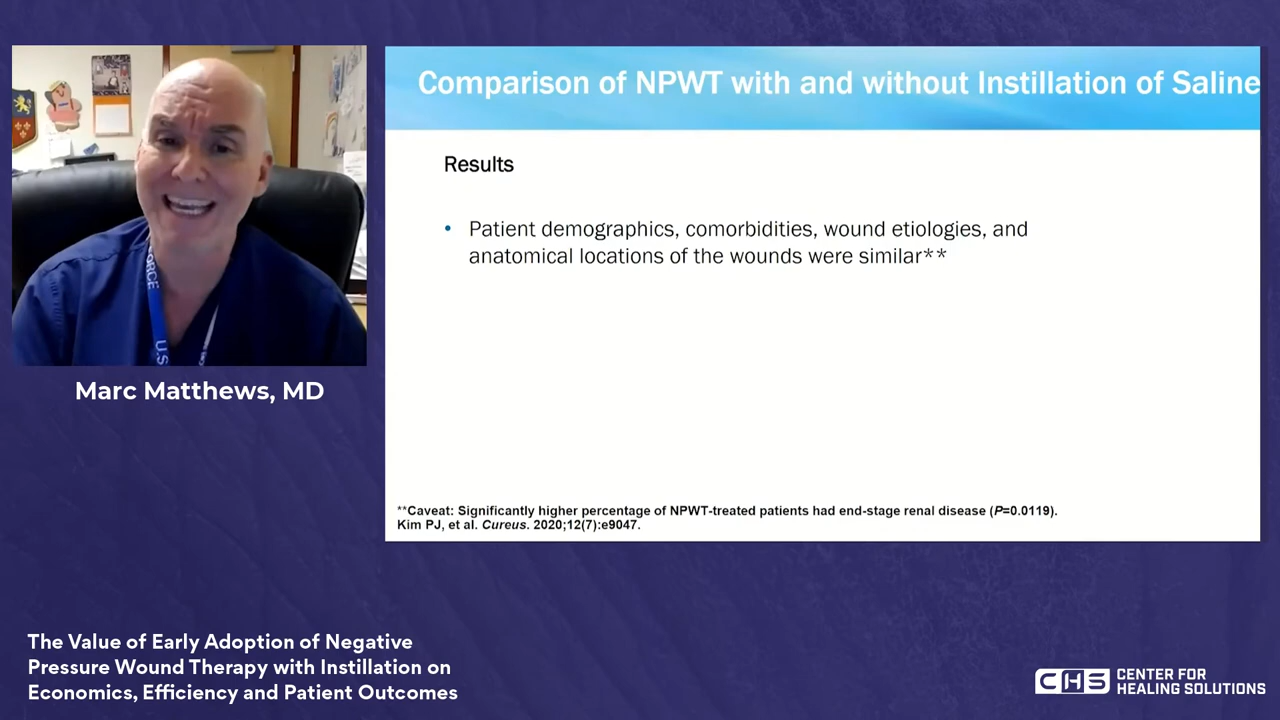 Comparison of NPWT with and without Instillation of Saline
Results
• Patient demographics, comorbidities, wound etiologies, and
anatomical locations of the wounds were similar**
**Caveat: Significantly higher percentage of NPWT-treated patients had end-stage renal disease (P=0.0119).
Kim PJ, et al. Cureus. 2020;12(7):e9047.
FORCE
U.S
Marc Matthews, MD
The Value of Early Adoption of Negative
Pressure Wound Therapy with Instillation on
Economics, Efficiency and Patient Outcomes
CHS
CENTER FOR
HEALING SOLUTIONS